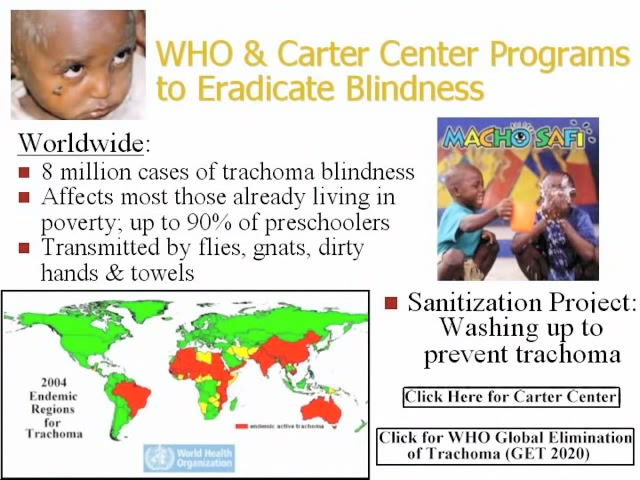 WHO & Carter Center Programs
to Eradicate Blindness
Worldwide:
8 million cases of trachoma blindness
Affects most those already living in
poverty; up to 90% of preschoolers
Transmitted by flies, gnats, dirty
hands & towels
MACHO SAFI
Sanitization Project:
Washing up to
prevent trachoma
2004
Endemic
Regions
for
Trachoma
endemic active trachoma
World Health
Organization
Click Here for Carter Center
Click for WHO Global Elimination
of Trachoma (GET 2020)